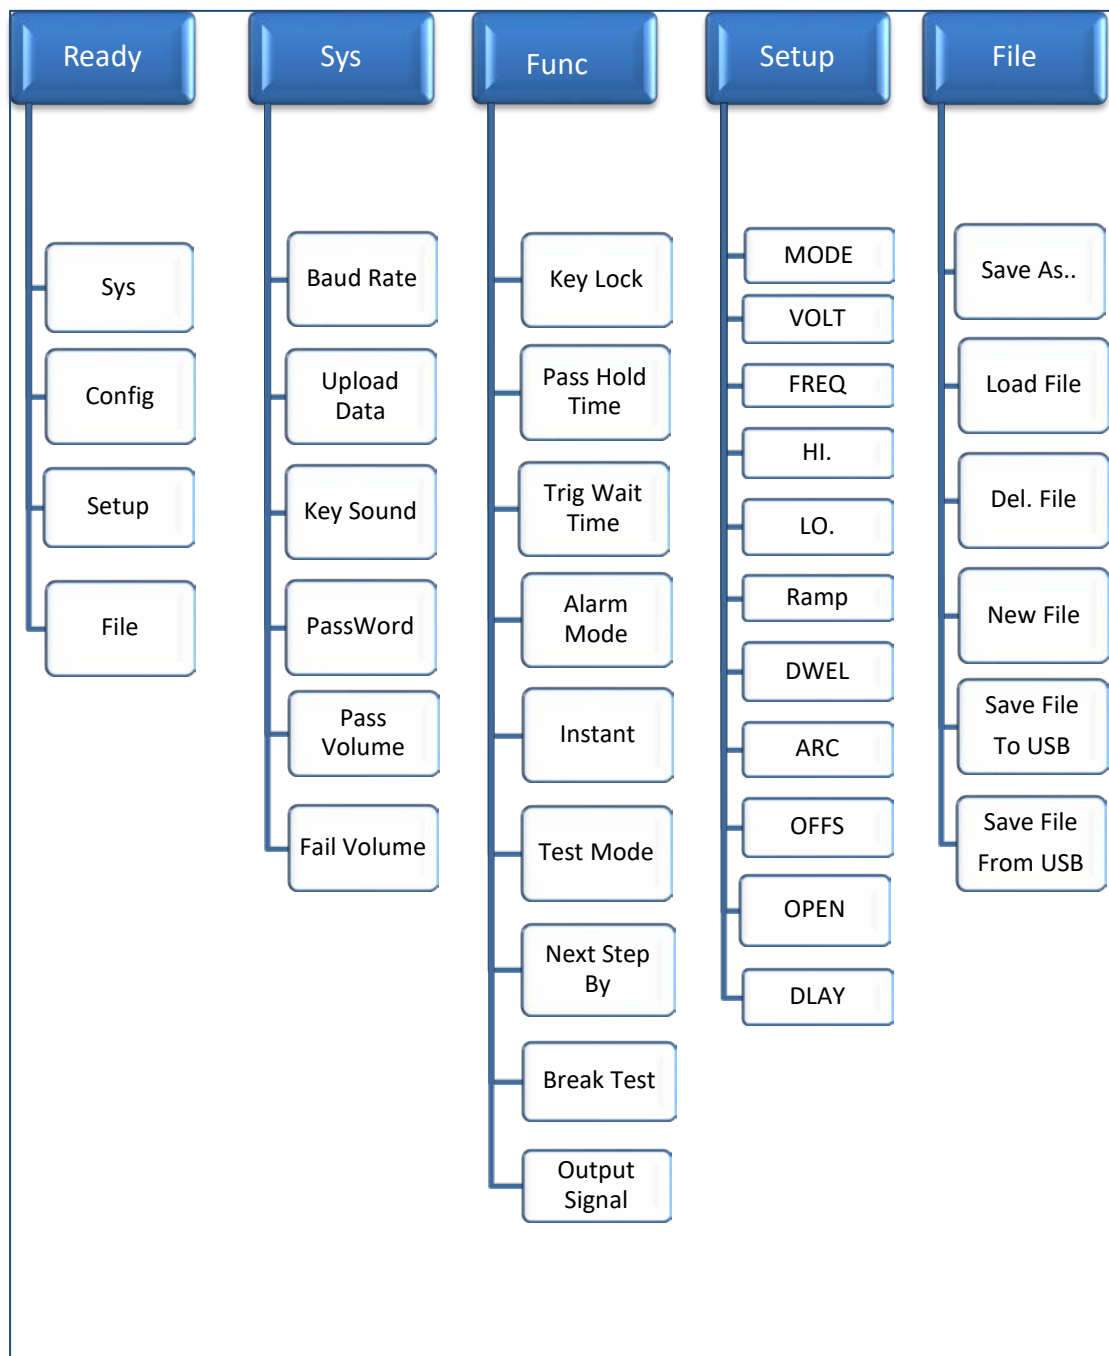 Ready
Sys
Config
Setup
File
Sys
Baud Rate
Upload
Data
Key Sound
PassWord
Pass
Volume
Fail Volume
Func
Key Lock
Pass Hold
Time
Trig Wait
Time
Alarm
Mode
Instant
Test Mode
Next Step
By
Break Test
Output
Signal
Setup
MODE
VOLT
FREQ
HI.
LO.
Ramp
DWEL
ARC
OFFS
OPEN
DLAY
File
Save As..
Load File
Del. File
New File
Save File
To USB
Save File
From USB